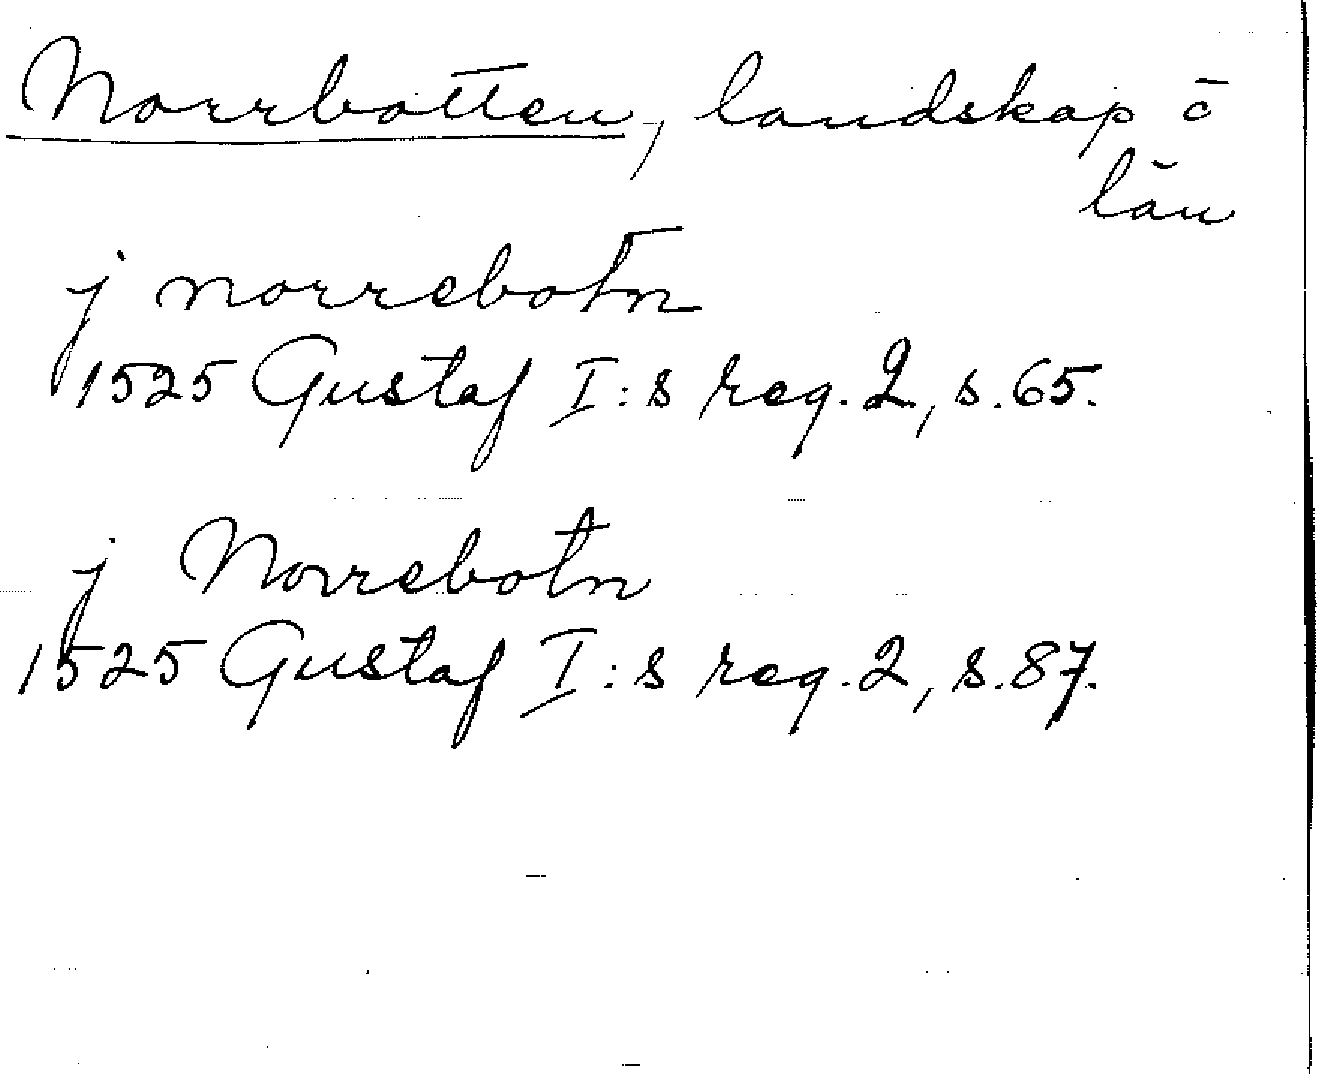 Norrbotten, landskap o
län
j norrebotn
1525 Gustaf I:s reg. 2, s. 65.
j Norrebotn
1525 Gustaf I:s reg. 2, s. 87.